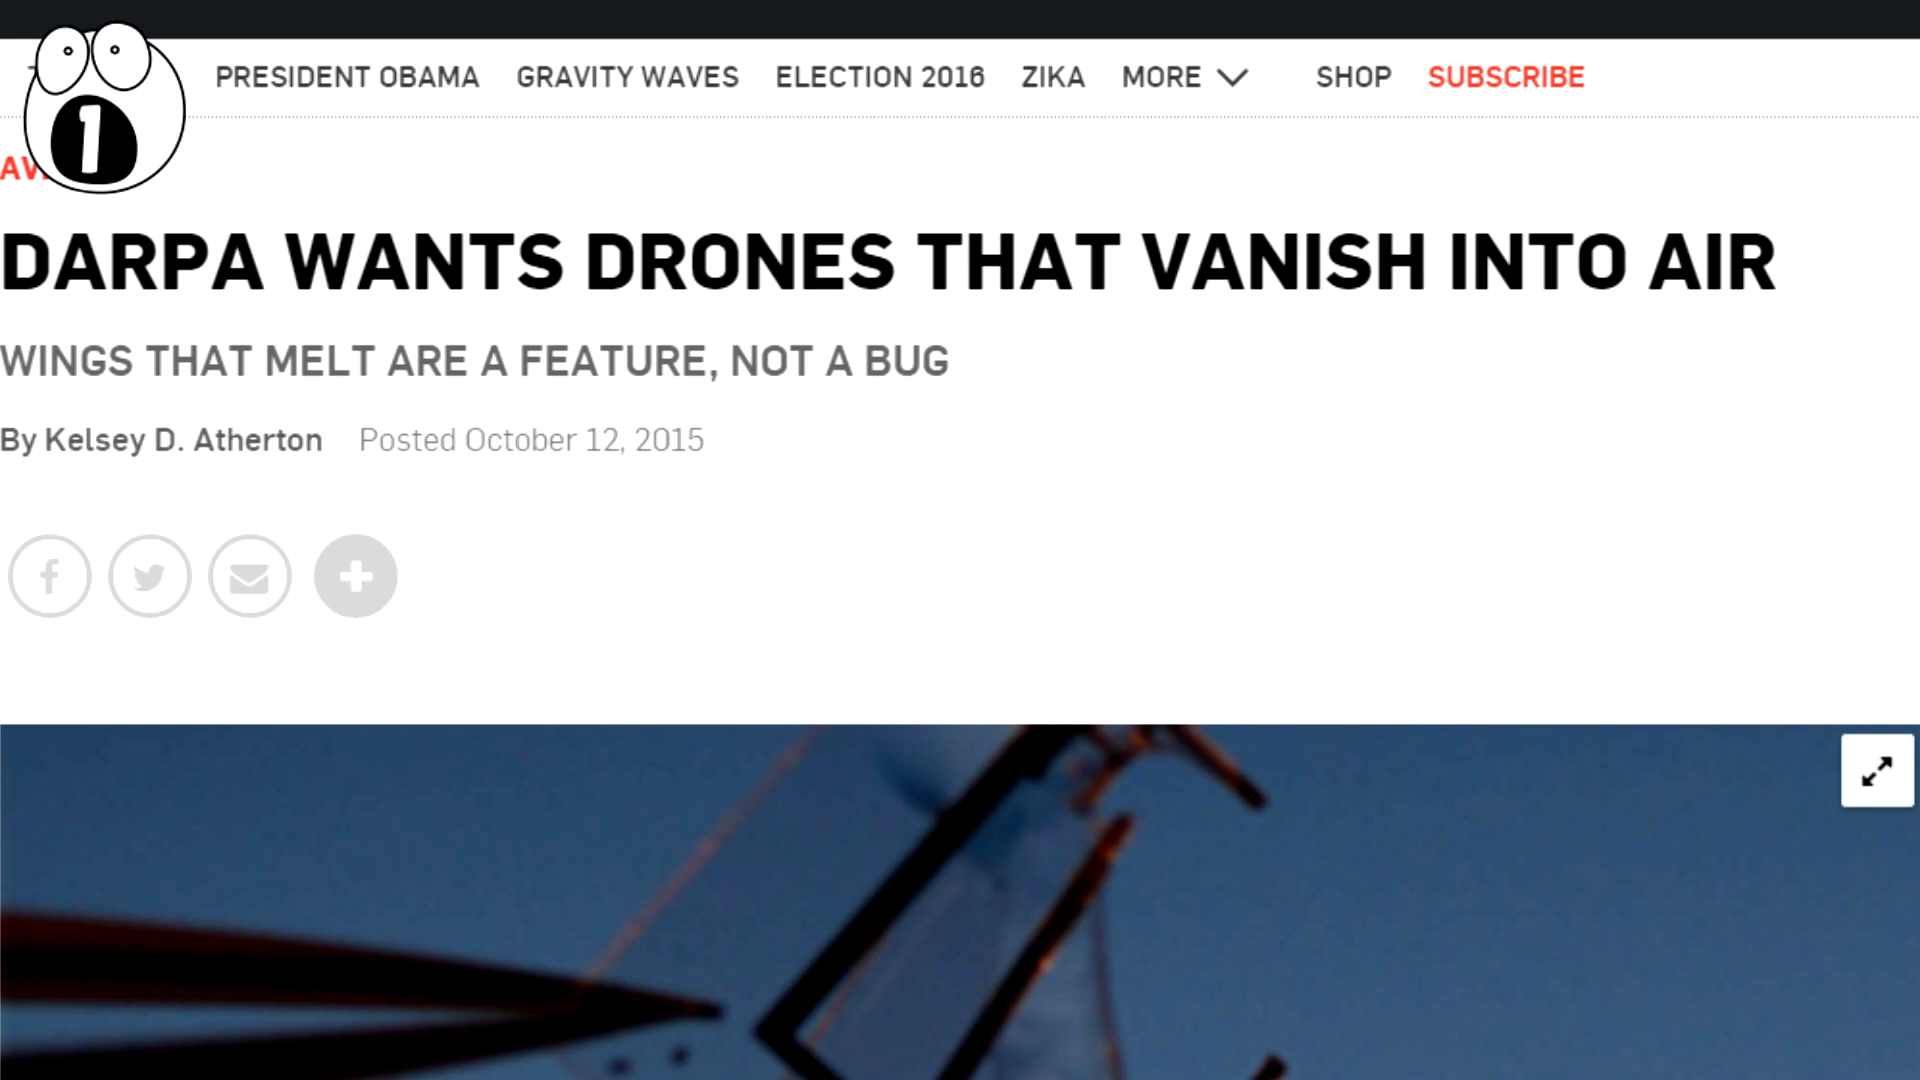 PRESIDENT OBAMA GRAVITY WAVES ELECTION 2016 ZIKA MORE SHOP SUBSCRIBE
1
DARPA WANTS DRONES THAT VANISH INTO AIR
WINGS THAT MELT ARE A FEATURE, NOT A BUG
By Kelsey D. Atherton Posted October 12, 2015